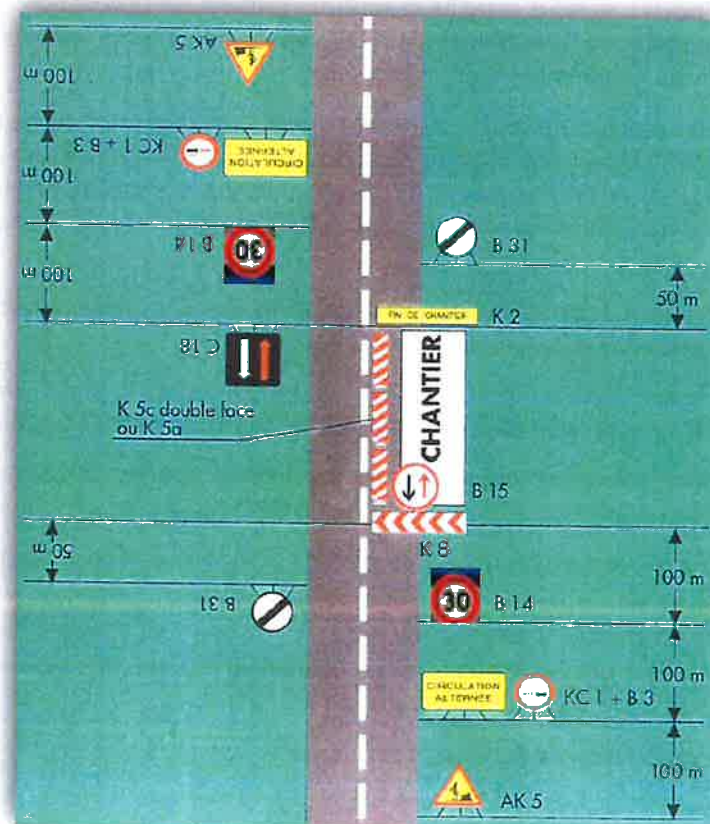 100 m
AK 5
100 m
KC 1 + B 3
CIRCULATION
ALTERNÉE
100 m
B 14
30
C 18
B 31
50 m
FIN DE CHANTIER
K 2
K 5c double face
ou K 5a
CHANTIER
B 15
K 8
50 m
B 31
100 m
30
B 14
100 m
CIRCULATION
ALTERNÉE
KC 1 + B 3
100 m
AK 5